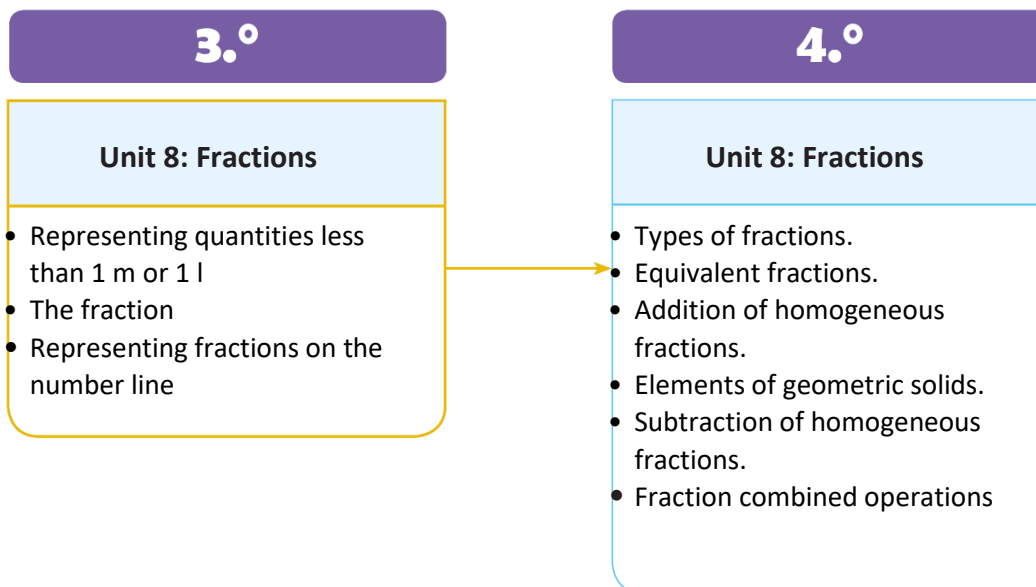 3.º
Unit 8: Fractions
• Representing quantities less
than 1 m or 1 l
• The fraction
• Representing fractions on the
number line
4.º
Unit 8: Fractions
• Types of fractions.
• Equivalent fractions.
• Addition of homogeneous
fractions.
• Elements of geometric solids.
• Subtraction of homogeneous
fractions.
• Fraction combined operations